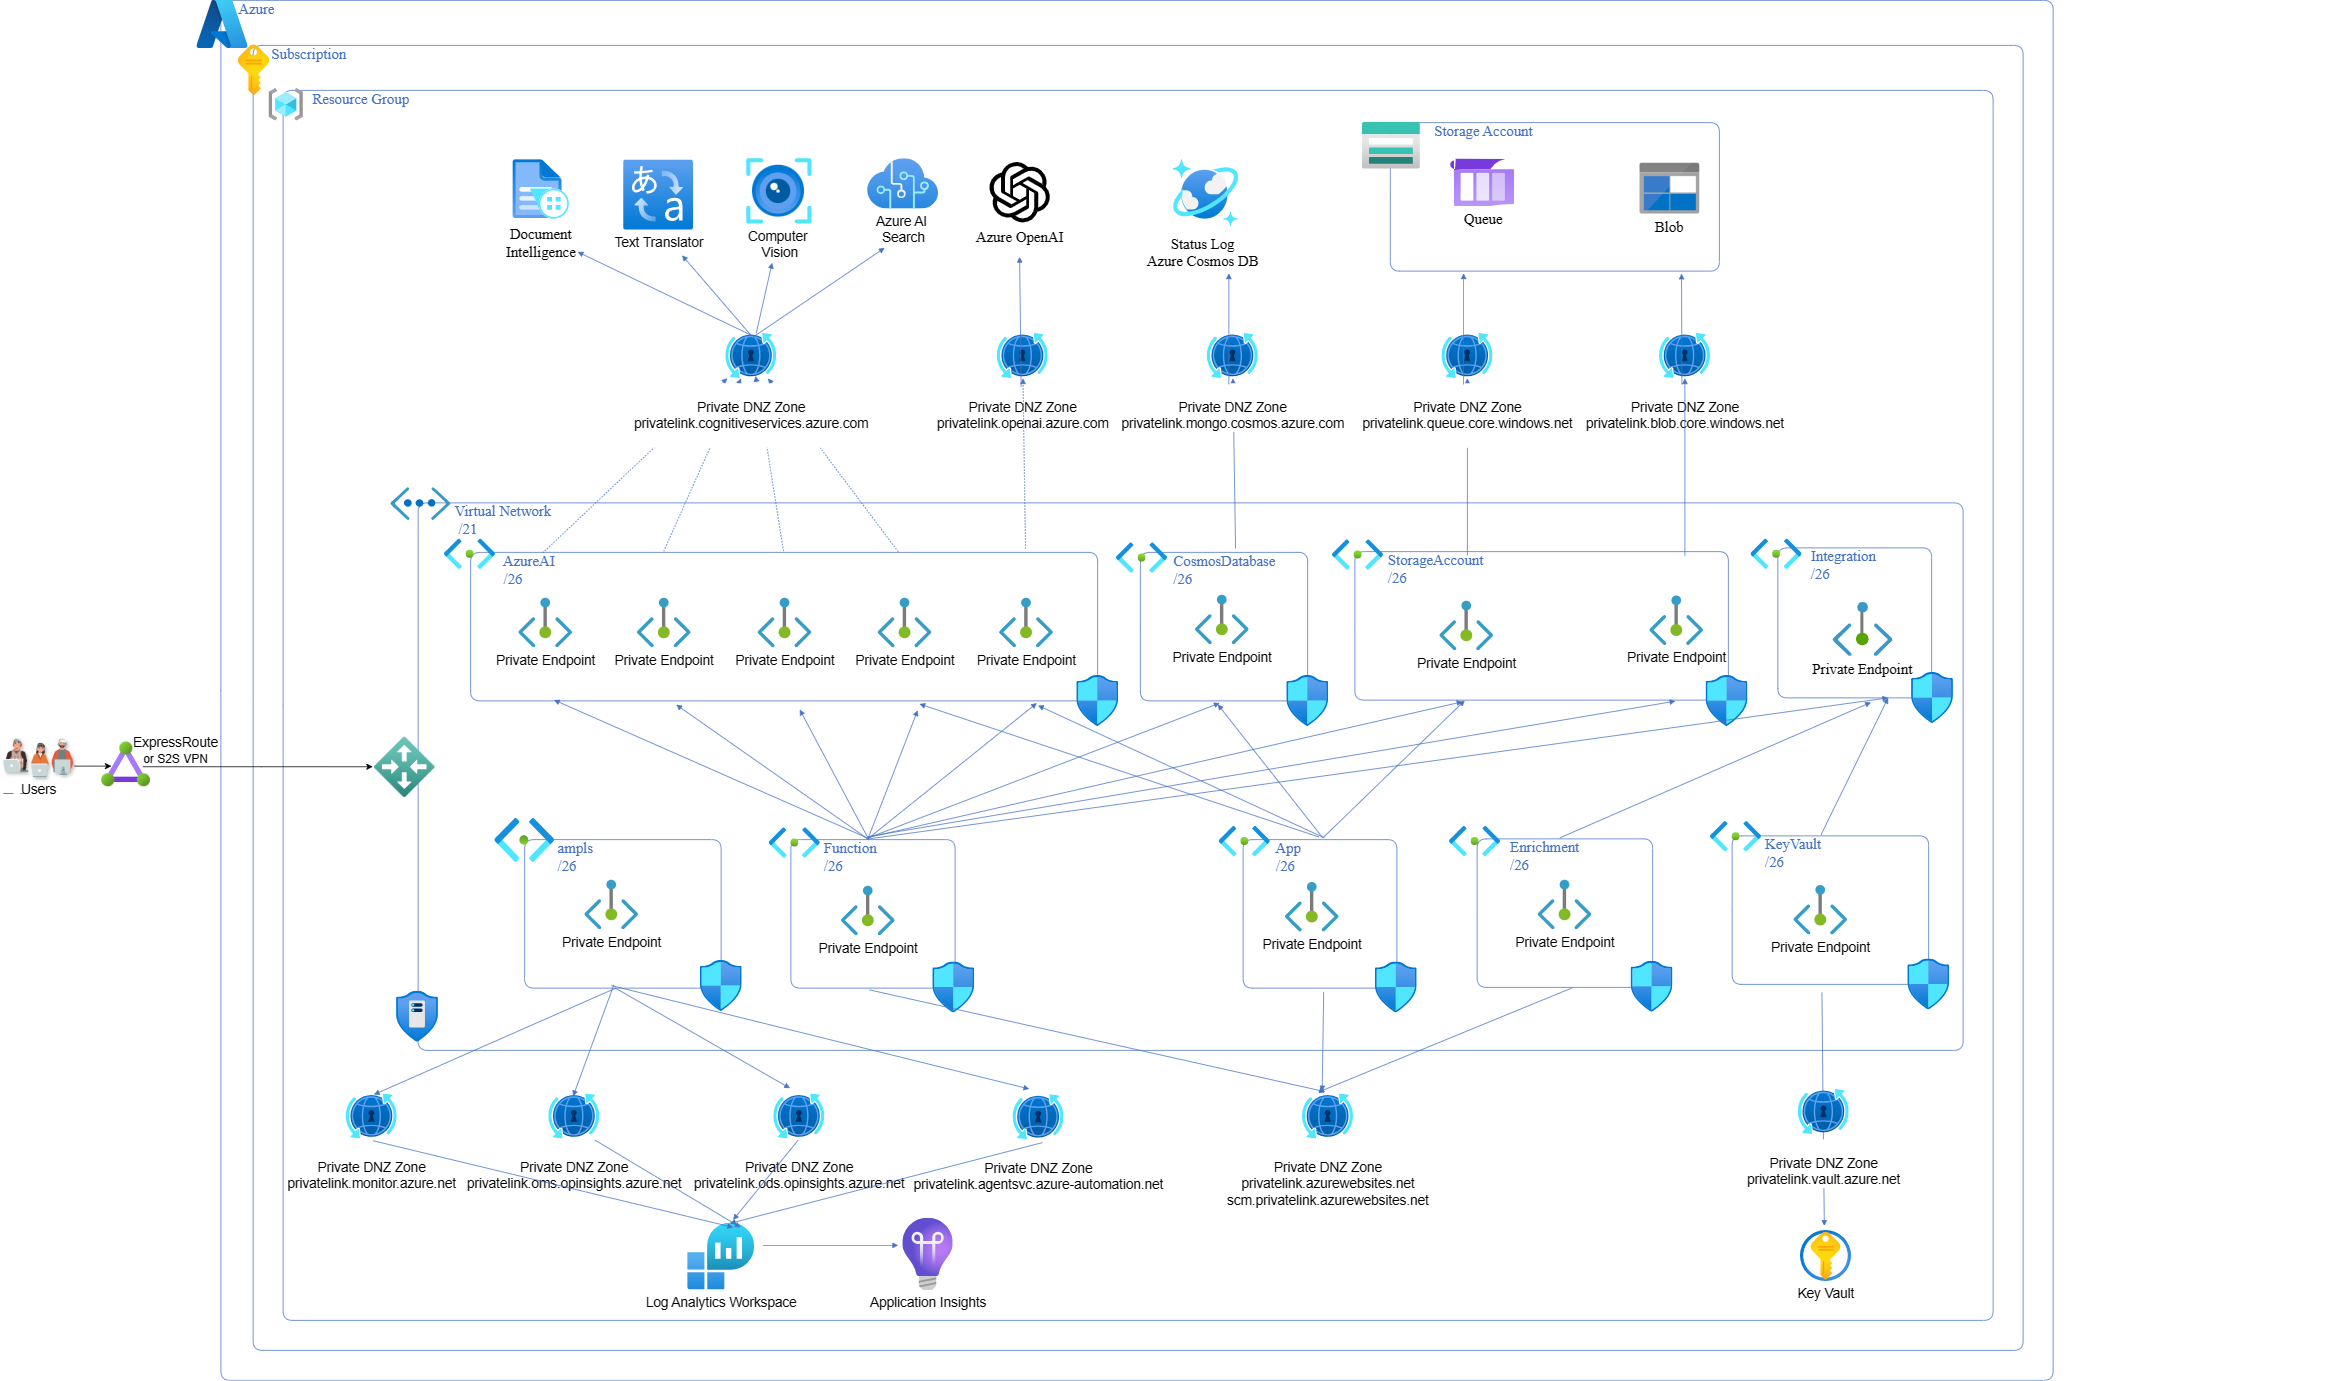 Azure
Subscription
Resource Group
Storage Account
Document
Intelligence
Text Translator
Computer
Vision
Azure AI
Search
Azure OpenAI
Status Log
Azure Cosmos DB
Queue
Blob
Private DNZ Zone
privatelink.cognitiveservices.azure.com
Private DNZ Zone
privatelink.openai.azure.com
Private DNZ Zone
privatelink.mongo.cosmos.azure.com
Private DNZ Zone
privatelink.queue.core.windows.net
Private DNZ Zone
privatelink.blob.core.windows.net
Virtual Network
/21
AzureAI
/26
Private Endpoint
Private Endpoint
Private Endpoint
Private Endpoint
Private Endpoint
CosmosDatabase
/26
Private Endpoint
StorageAccount
/26
Private Endpoint
Private Endpoint
Integration
/26
Private Endpoint
Users
ExpressRoute
or S2S VPN
ampls
/26
Private Endpoint
Function
/26
Private Endpoint
App
/26
Private Endpoint
Enrichment
/26
Private Endpoint
KeyVault
/26
Private Endpoint
Private DNZ Zone
privatelink.monitor.azure.net
Private DNZ Zone
privatelink.oms.opinsights.azure.net
Private DNZ Zone
privatelink.ods.opinsights.azure.net
Private DNZ Zone
privatelink.agentsvc.azure-automation.net
Private DNZ Zone
privatelink.azurewebsites.net
scm.privatelink.azurewebsites.net
Private DNZ Zone
privatelink.vault.azure.net
Log Analytics Workspace
Application Insights
Key Vault